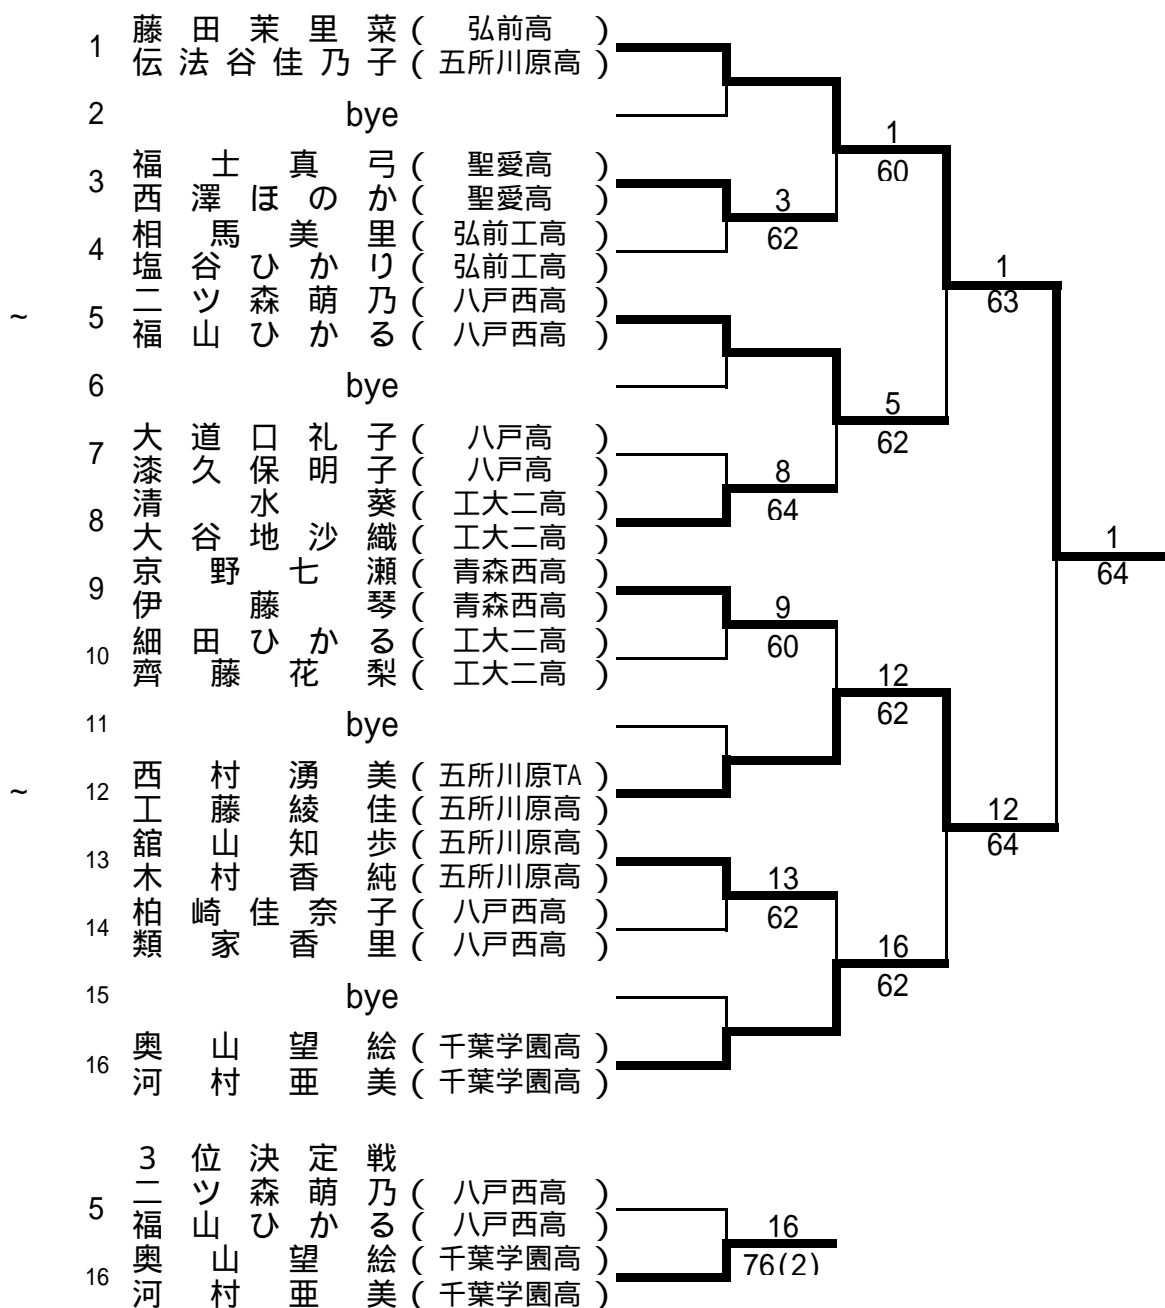 1 藤田茉里菜 ( 弘前高 )
伝法谷佳乃子 ( 五所川原高 )
2 bye
3 福士真弓 ( 聖愛高 )
西澤ほのか ( 聖愛高 )
4 相馬美里 ( 弘前工高 )
塩谷ひかり ( 弘前工高 )
~ 5 二ツ森萌乃 ( 八戸西高 )
福山ひかる ( 八戸西高 )
6 bye
7 大道口礼子 ( 八戸高 )
漆久保明子 ( 八戸高 )
8 清水葵 ( 工大二高 )
大谷地沙織 ( 工大二高 )
9 京野七瀬 ( 青森西高 )
伊藤琴 ( 青森西高 )
10 細田ひかる ( 工大二高 )
齊藤花梨 ( 工大二高 )
11 bye
~ 12 西村湧美 ( 五所川原TA )
工藤綾佳 ( 五所川原高 )
13 舘山知歩 ( 五所川原高 )
木村香純 ( 五所川原高 )
14 柏崎佳奈子 ( 八戸西高 )
類家香里 ( 八戸西高 )
15 bye
16 奥山望絵 ( 千葉学園高 )
河村亜美 ( 千葉学園高 )
3
62
8
64
9
60
13
62
1
60
5
62
12
62
16
62
1
63
12
64
1
64
3位決定戦
5 二ツ森萌乃 ( 八戸西高 )
福山ひかる ( 八戸西高 )
16 奥山望絵 ( 千葉学園高 )
河村亜美 ( 千葉学園高 )
16
76(2)